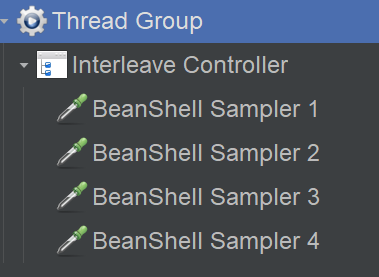 Thread Group
Interleave Controller
BeanShell Sampler 1
BeanShell Sampler 2
BeanShell Sampler 3
BeanShell Sampler 4